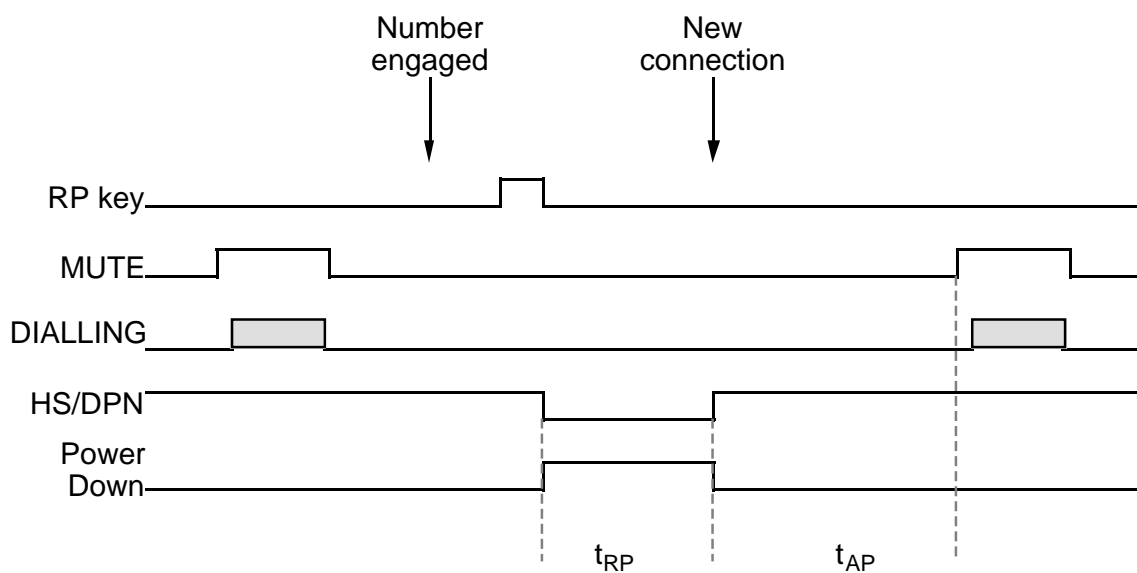 Number
engaged
New
connection
RP key
MUTE
DIALLING
HS/DPN
Power
Down
tRP
tAP